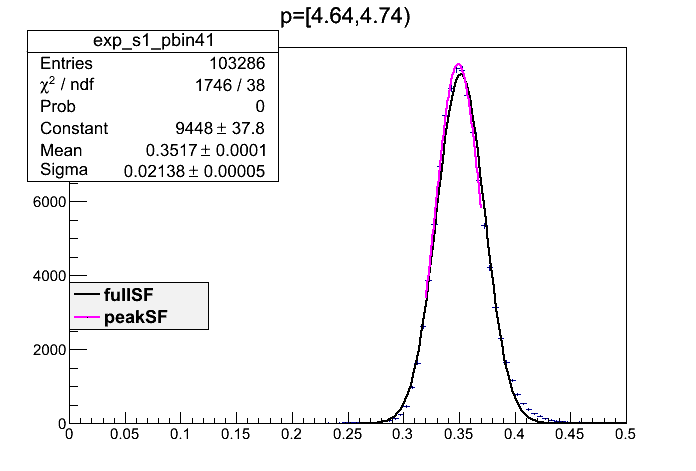 p=[4.64,4.74)
exp_s1_pbin41
Entries 103286
χ² / ndf 1746 / 38
Prob 0
Constant 9448 ± 37.8
Mean 0.3517 ± 0.0001
Sigma 0.02138 ± 0.00005
6000
4000
fullSF
peakSF
2000
0
0 0.05 0.1 0.15 0.2 0.25 0.3 0.35 0.4 0.45 0.5